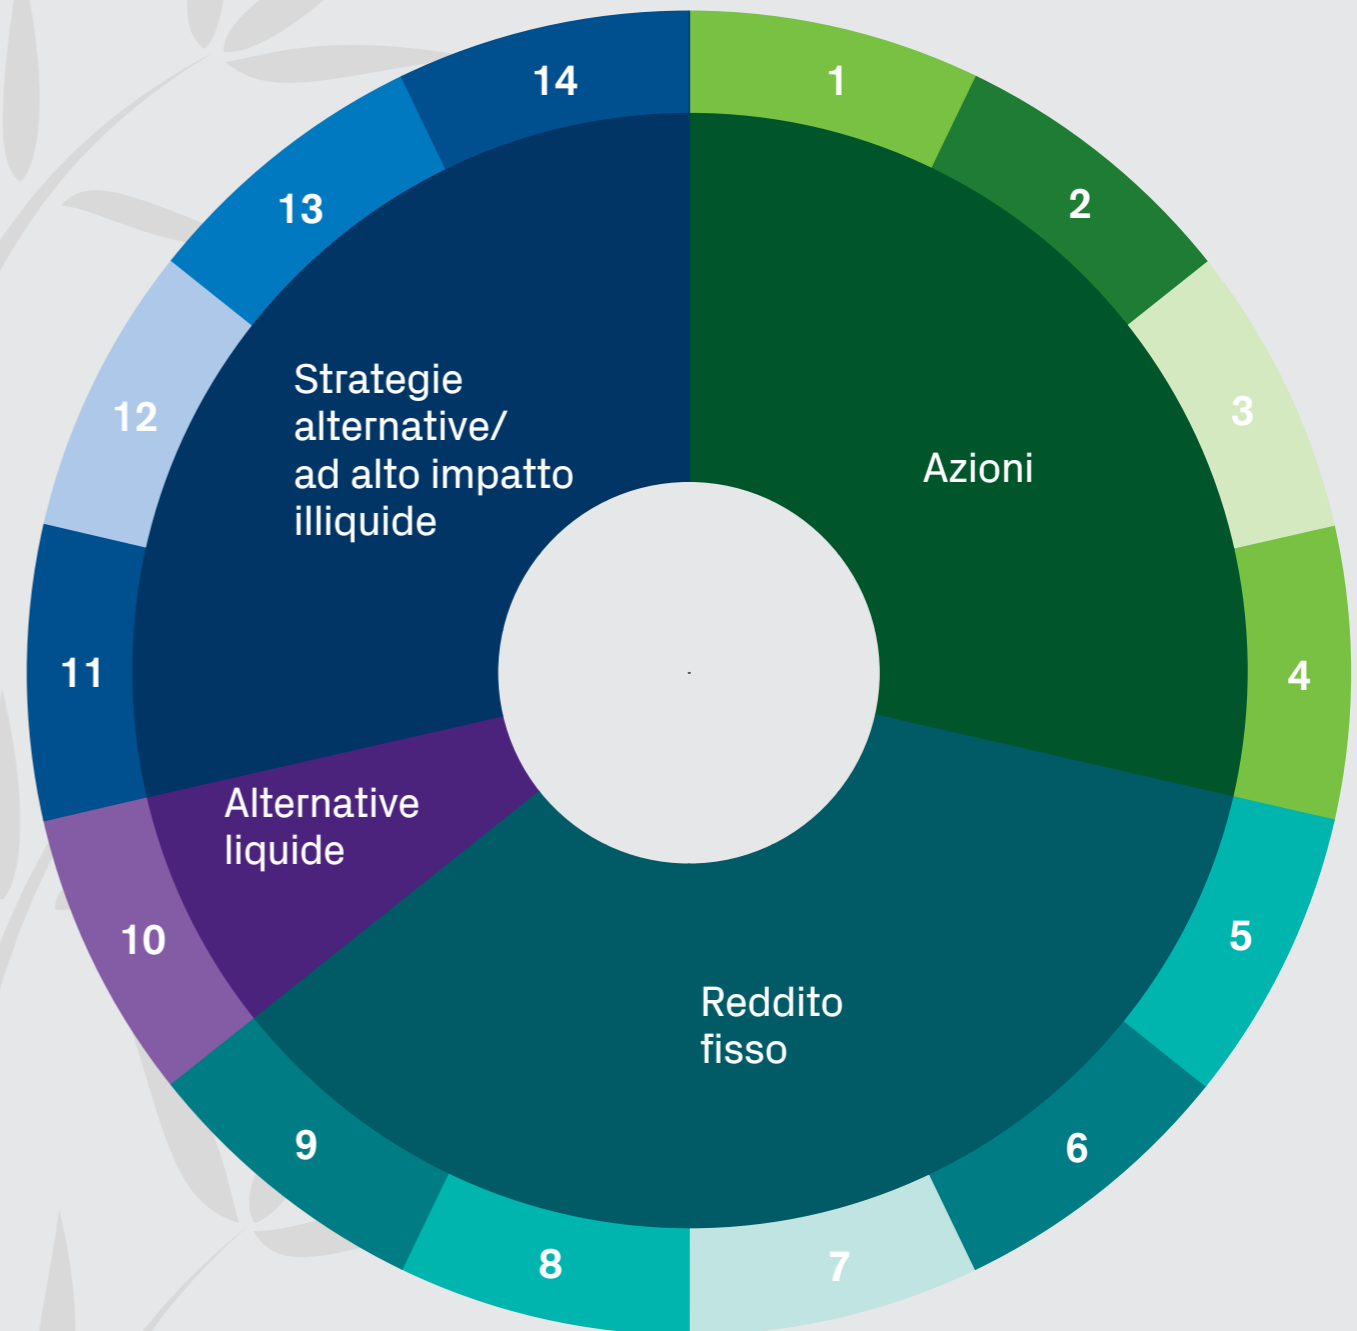 1
2
3
4
5
6
7
8
9
10
11
12
13
14
Azioni
Reddito
fisso
Alternative
liquide
Strategie
alternative/
ad alto impatto
illiquide